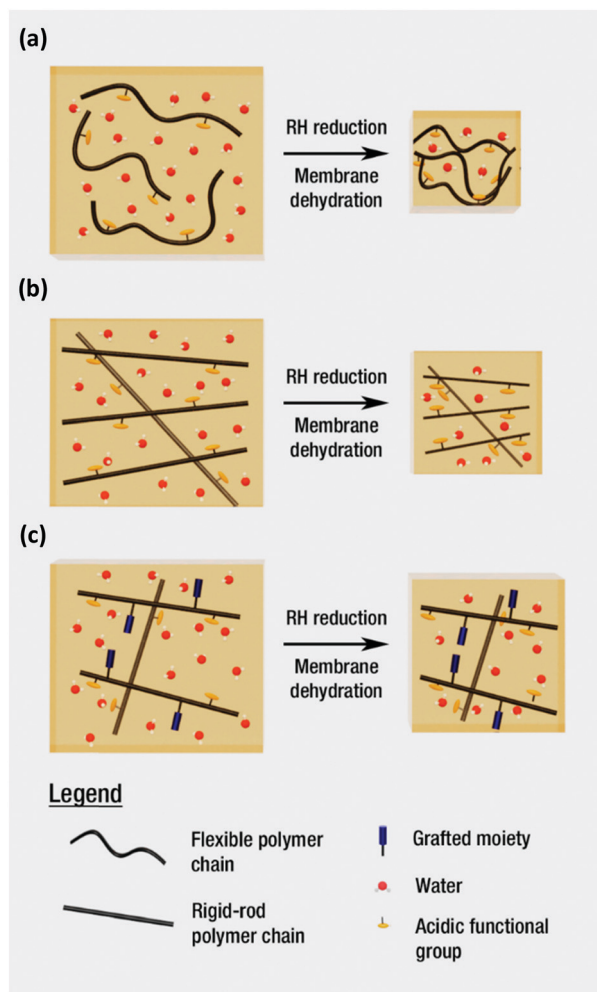 (a)
RH reduction
Membrane
dehydration
(b)
RH reduction
Membrane
dehydration
(c)
RH reduction
Membrane
dehydration
Legend
Flexible polymer
chain
Rigid-rod
polymer chain
Grafted moiety
Water
Acidic functional
group